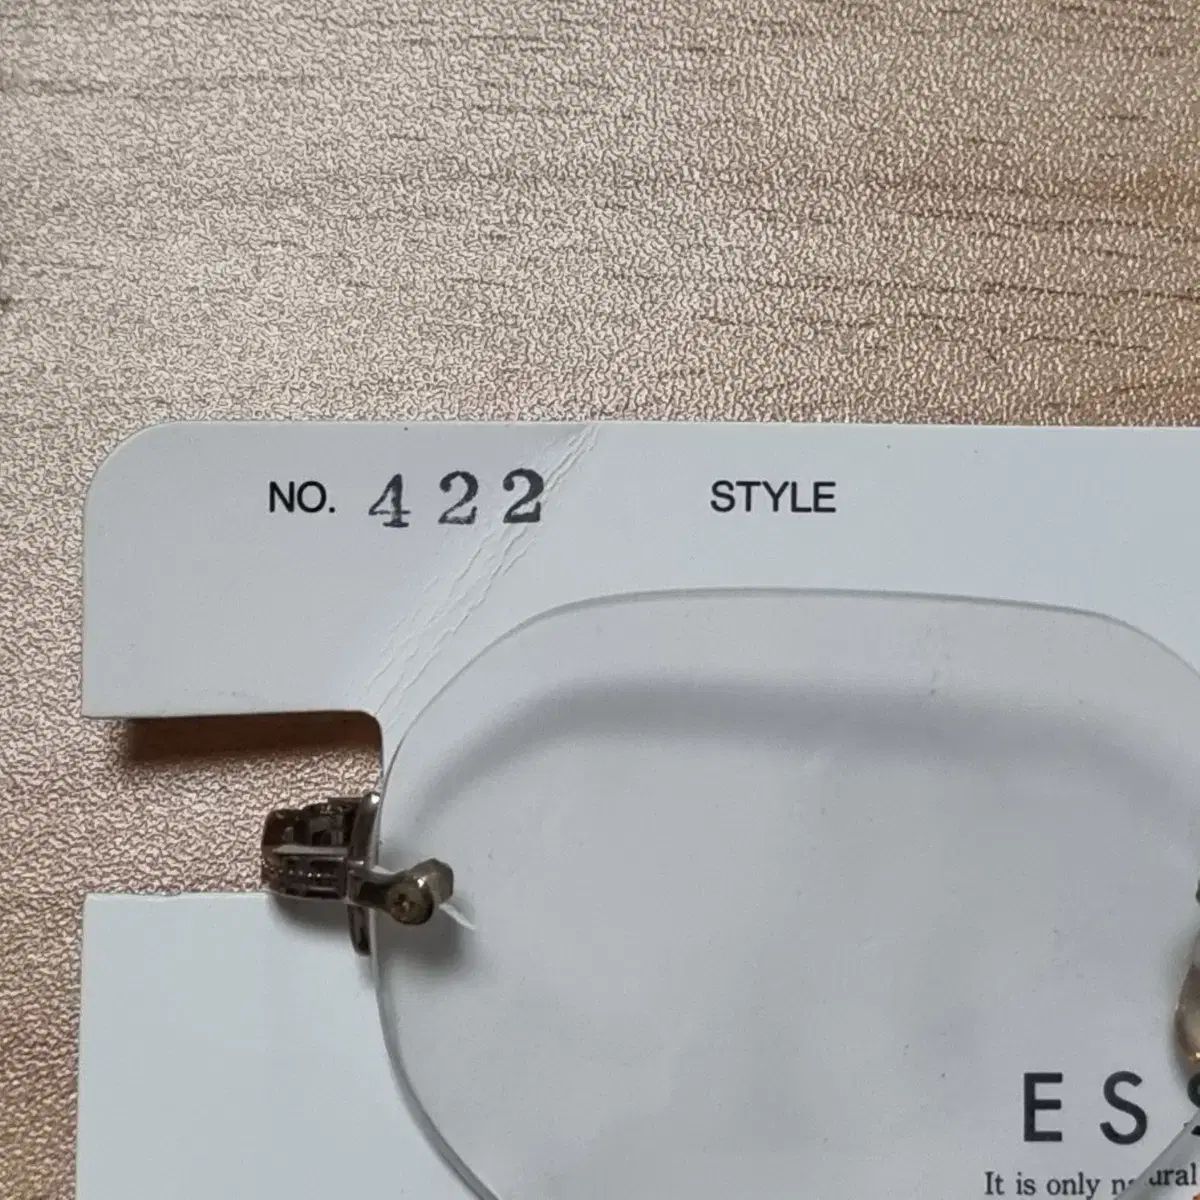 NO. 422 STYLE
ES
It is only